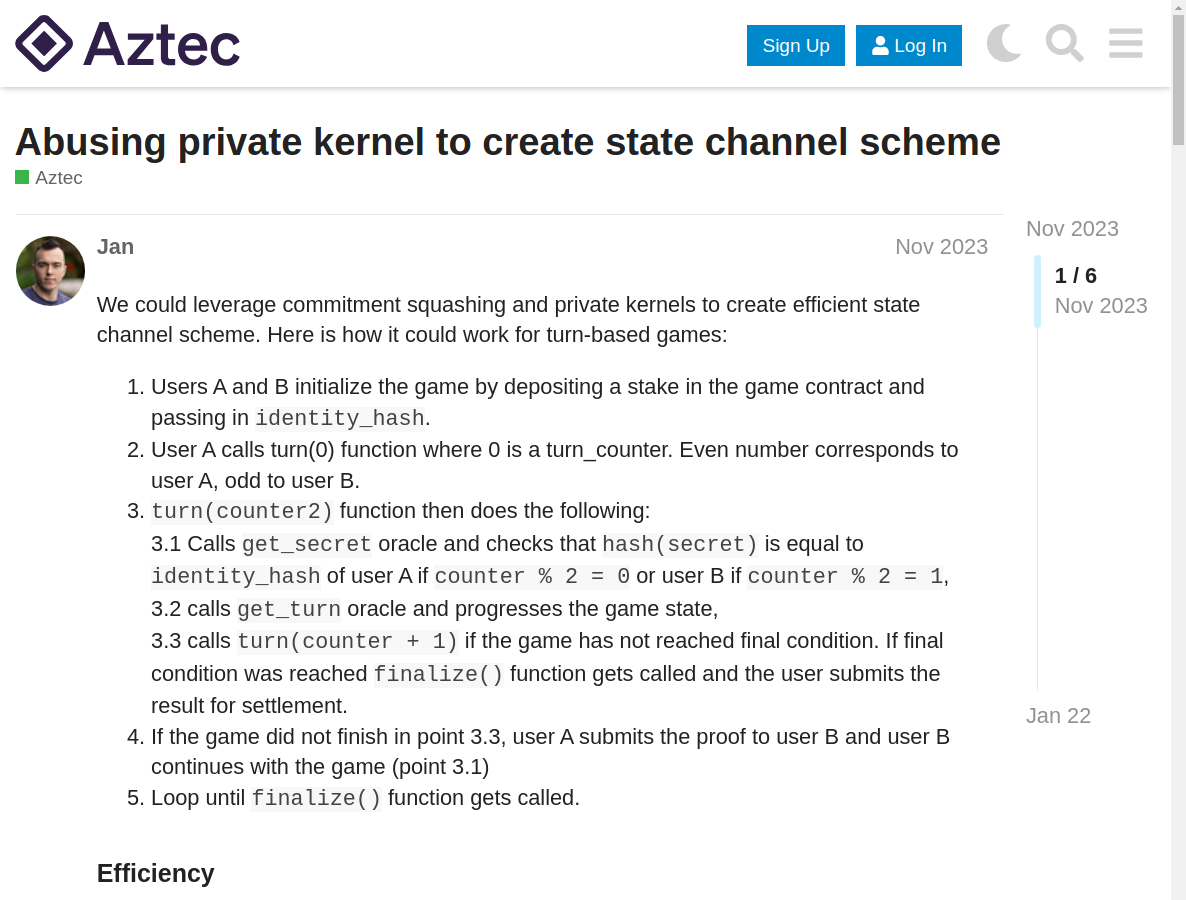 Aztec
Sign Up
Log In
Abusing private kernel to create state channel scheme
Aztec
Jan
Nov 2023
We could leverage commitment squashing and private kernels to create efficient state
channel scheme. Here is how it could work for turn-based games:
1. Users A and B initialize the game by depositing a stake in the game contract and
passing in identity_hash.
2. User A calls turn(0) function where 0 is a turn_counter. Even number corresponds to
user A, odd to user B.
3. turn(counter2) function then does the following:
3.1 Calls get_secret oracle and checks that hash(secret) is equal to
identity_hash of user A if counter % 2 = 0 or user B if counter % 2 = 1,
3.2 calls get_turn oracle and progresses the game state,
3.3 calls turn(counter + 1) if the game has not reached final condition. If final
condition was reached finalize() function gets called and the user submits the
result for settlement.
4. If the game did not finish in point 3.3, user A submits the proof to user B and user B
continues with the game (point 3.1)
5. Loop until finalize() function gets called.
Efficiency
Nov 2023
1 / 6
Nov 2023
Jan 22